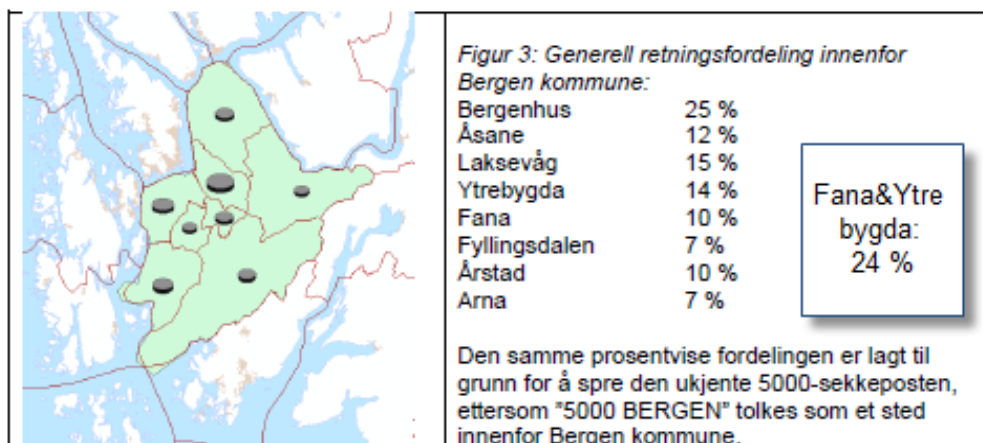 Figur 3: Generell retningsfordeling innenfor
Bergen kommune:
Bergenhus 25 %
Åsane 12 %
Laksevåg 15 %
Ytrebygda 14 %
Fana 10 %
Fyllingsdalen 7 %
Årstad 10 %
Arna 7 %
Fana&Ytre
bygda:
24 %
Den samme prosentvise fordelingen er lagt til
grunn for å spre den ukjente 5000-sekkeposten,
ettersom "5000 BERGEN" tolkes som et sted
innenfor Bergen kommune.